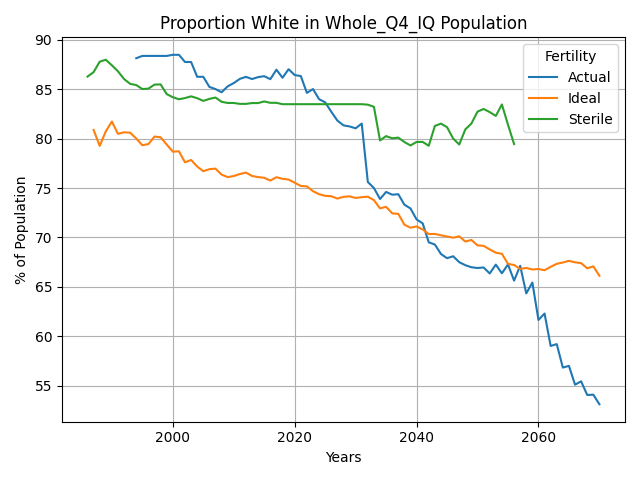 Proportion White in Whole_Q4_IQ Population
% of Population
90
85
80
75
70
65
60
55
2000
2020
2040
2060
Years
Fertility
Actual
Ideal
Sterile